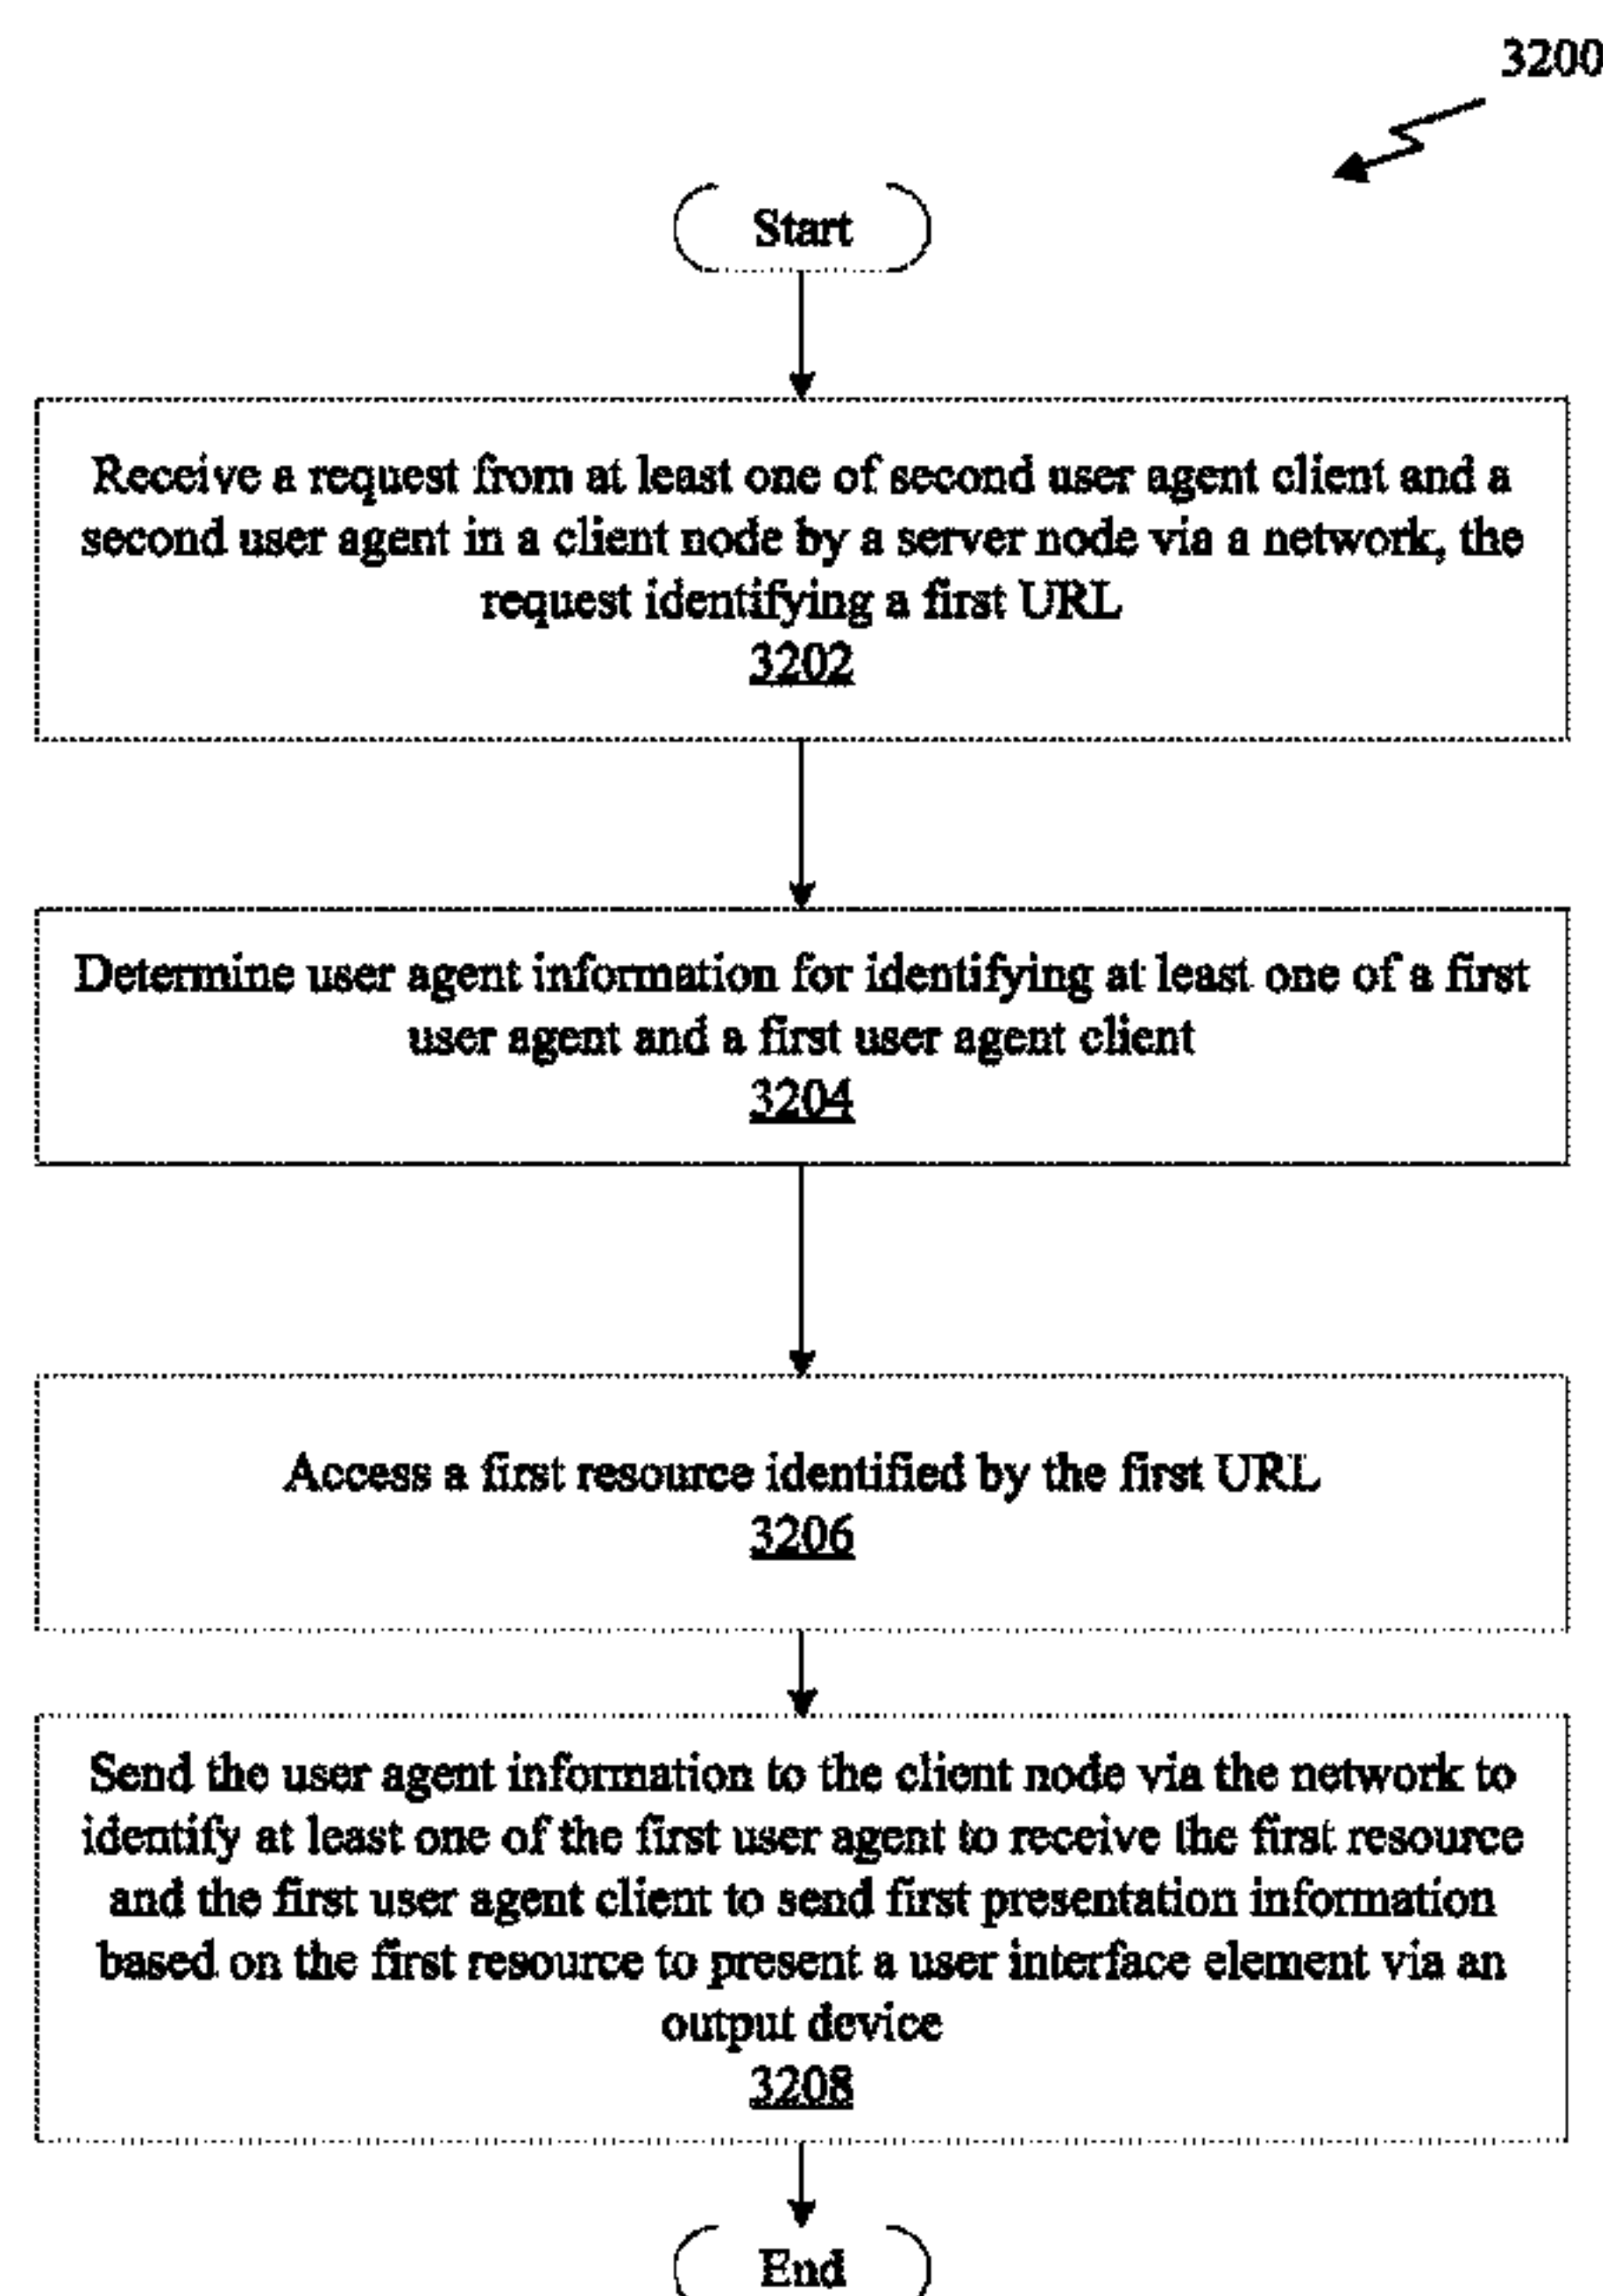 3200
Start
Receive a request from at least one of second user agent client and a
second user agent in a client node by a server node via a network, the
request identifying a first URL
3202
Determine user agent information for identifying at least one of a first
user agent and a first user agent client
3204
Access a first resource identified by the first URL
3206
Send the user agent information to the client node via the network to
identify at least one of the first user agent to receive the first resource
and the first user agent client to send first presentation information
based on the first resource to present a user interface element via an
output device
3208
End